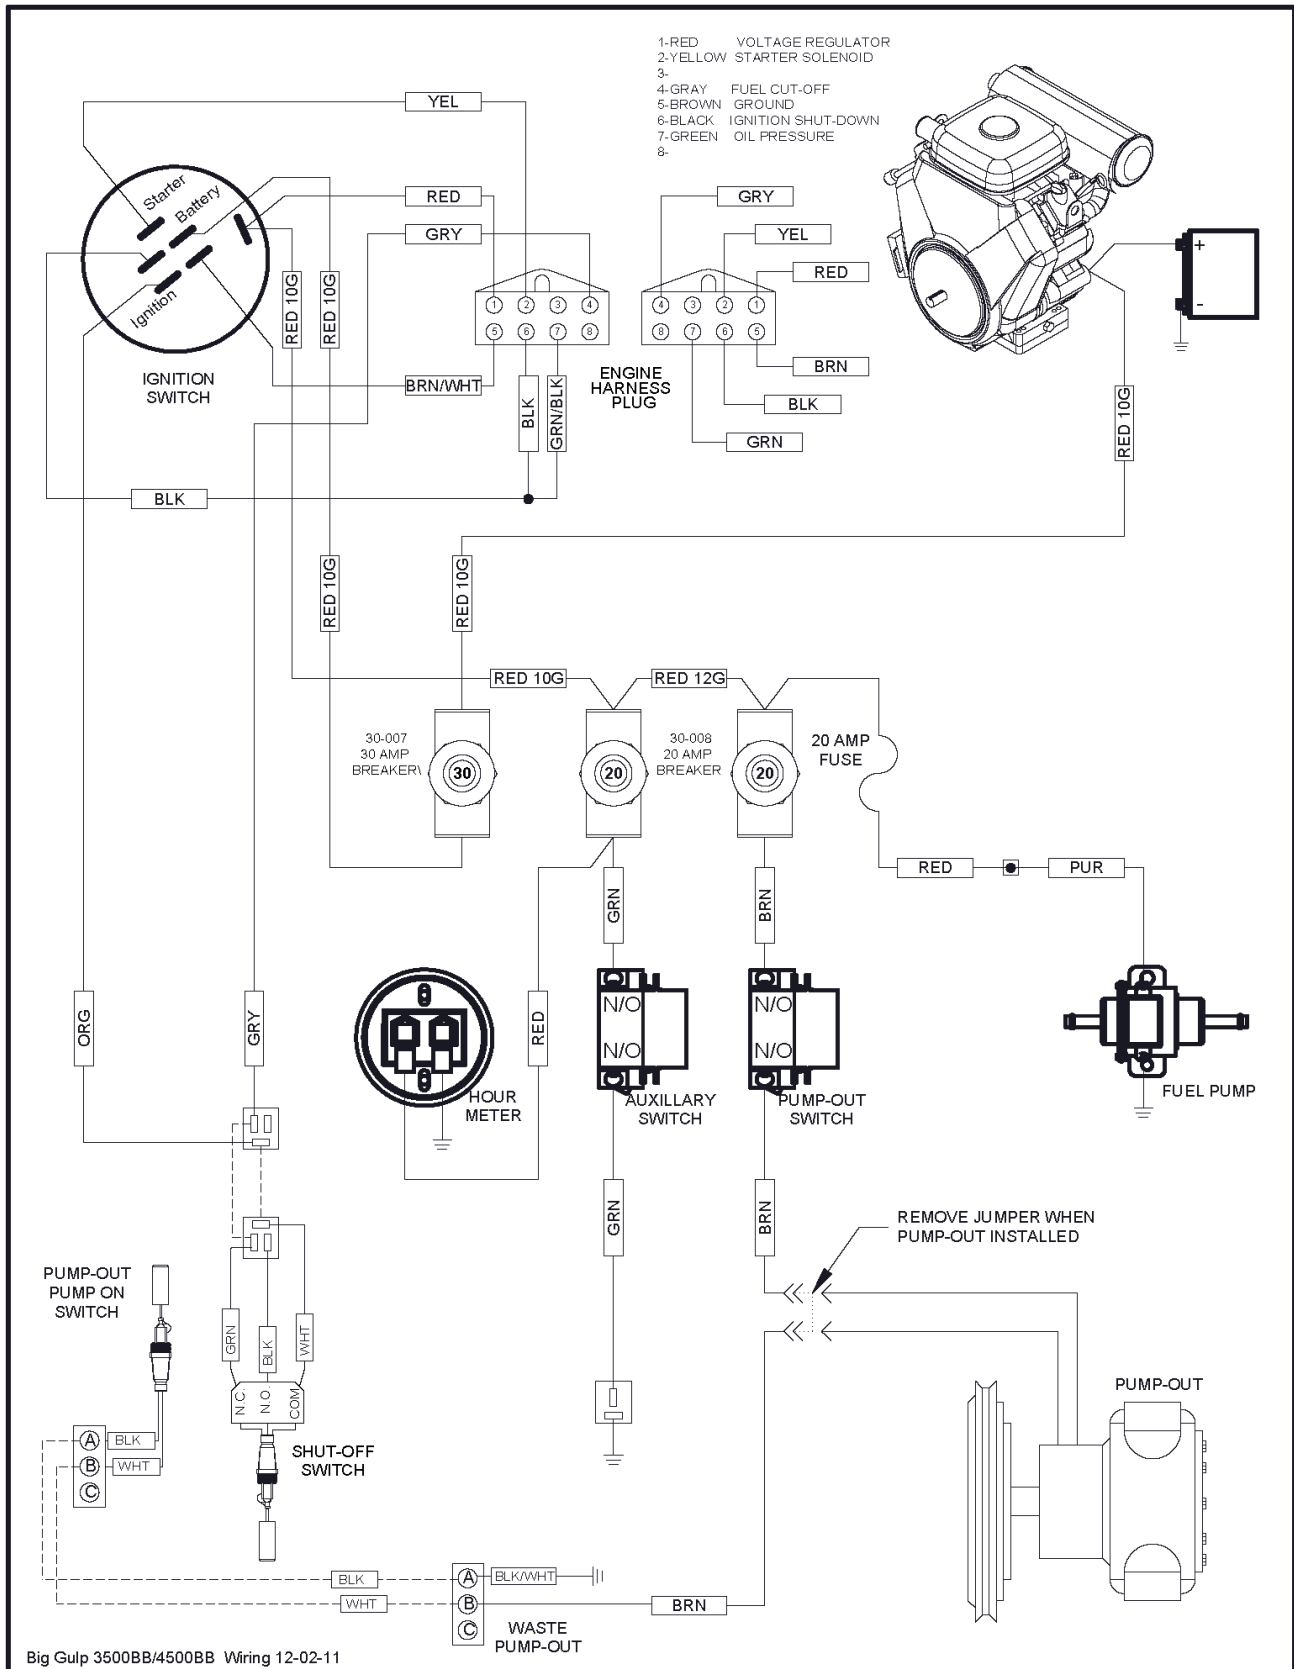 1-RED VOLTAGE REGULATOR
2-YELLOW STARTER SOLENOID
3-
4-GRAY FUEL CUT-OFF
5-BROWN GROUND
6-BLACK IGNITION SHUT-DOWN
7-GREEN OIL PRESSURE
8-
YEL
Starter
Battery
Ignition
RED
GRY
GRY
YEL
RED
+
-
RED 10G
RED 10G
1 2 3 4
5 6 7 8
4 3 2 1
8 7 6 5
IGNITION
SWITCH
BRN/WHT
BLK
GRN/BLK
ENGINE
HARNESS
PLUG
BRN
BLK
GRN
RED 10G
BLK
RED 10G
RED 10G
RED 10G
RED 12G
30-007
30 AMP
BREAKER\
30
20
30-008
20 AMP
BREAKER
20
20 AMP
FUSE
RED
PUR
GRN
BRN
ORG
GRY
RED
N/O
N/O
N/O
N/O
HOUR
METER
AUXILLARY
SWITCH
PUMP-OUT
SWITCH
FUEL PUMP
GRN
BRN
REMOVE JUMPER WHEN
PUMP-OUT INSTALLED
PUMP-OUT
PUMP ON
SWITCH
GRN
BLK
WHT
N.C.
N.O.
COM
PUMP-OUT
A
BLK
B
WHT
C
SHUT-OFF
SWITCH
BLK
A
BLK/WHT
WHT
B
BRN
C
WASTE
PUMP-OUT
Big Gulp 3500BB/4500BB Wiring 12-02-11